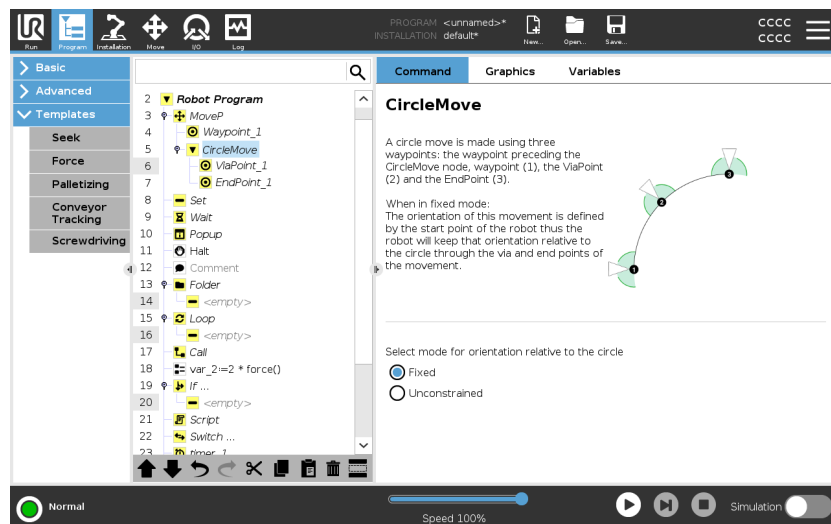 PROGRAM <unnamed>*
INSTALLATION default*
CCCC
CCCC
Run
Program
Installation
Move
I/O
Log
New...
Open...
Save...
Basic
Advanced
Templates
Seek
Force
Palletizing
Conveyor
Tracking
Screwdriving
2 Robot Program
3 MoveP
4 Waypoint_1
5 CircleMove
6 ViaPoint_1
7 EndPoint_1
8 Set
9 Wait
10 Popup
11 Halt
12 Comment
13 Folder
14 <empty>
15 Loop
16 <empty>
17 Call
18 var_2:=2 * force()
19 If ...
20 <empty>
21 Script
22 Switch ...
23 timer_1
Command
Graphics
Variables
CircleMove
A circle move is made using three
waypoints: the waypoint preceding the
CircleMove node, waypoint (1), the ViaPoint
(2) and the EndPoint (3).
When in fixed mode:
The orientation of this movement is defined
by the start point of the robot thus the
robot will keep that orientation relative to
the circle through the via and end points of
the movement.
3
2
1
Select mode for orientation relative to the circle
Fixed
Unconstrained
Normal
Speed 100%
Simulation